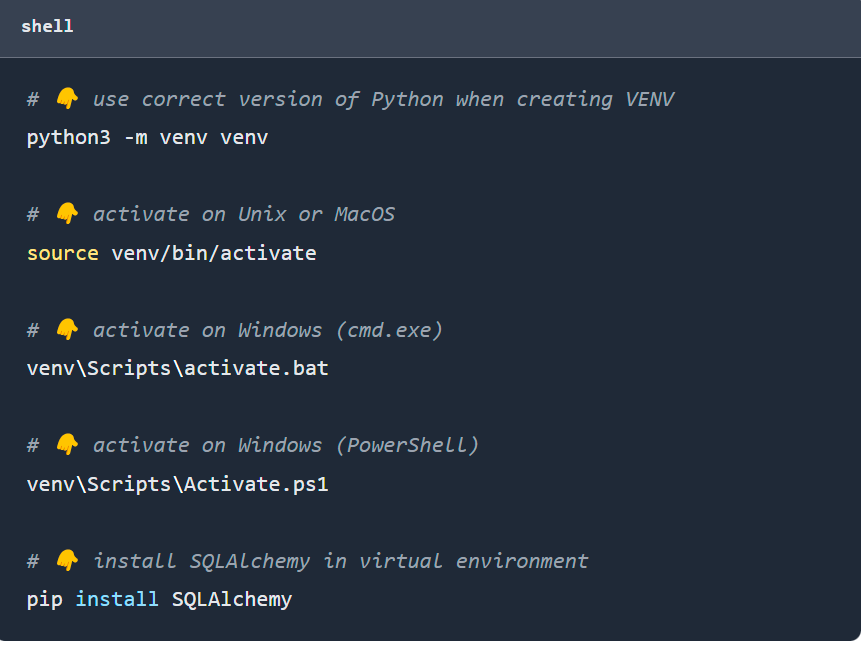 shell
# 👇 use correct version of Python when creating VENV
python3 -m venv venv
# 👇 activate on Unix or MacOS
source venv/bin/activate
# 👇 activate on Windows (cmd.exe)
venv\Scripts\activate.bat
# 👇 activate on Windows (PowerShell)
venv\Scripts\Activate.ps1
# 👇 install SQLAlchemy in virtual environment
pip install SQLAlchemy